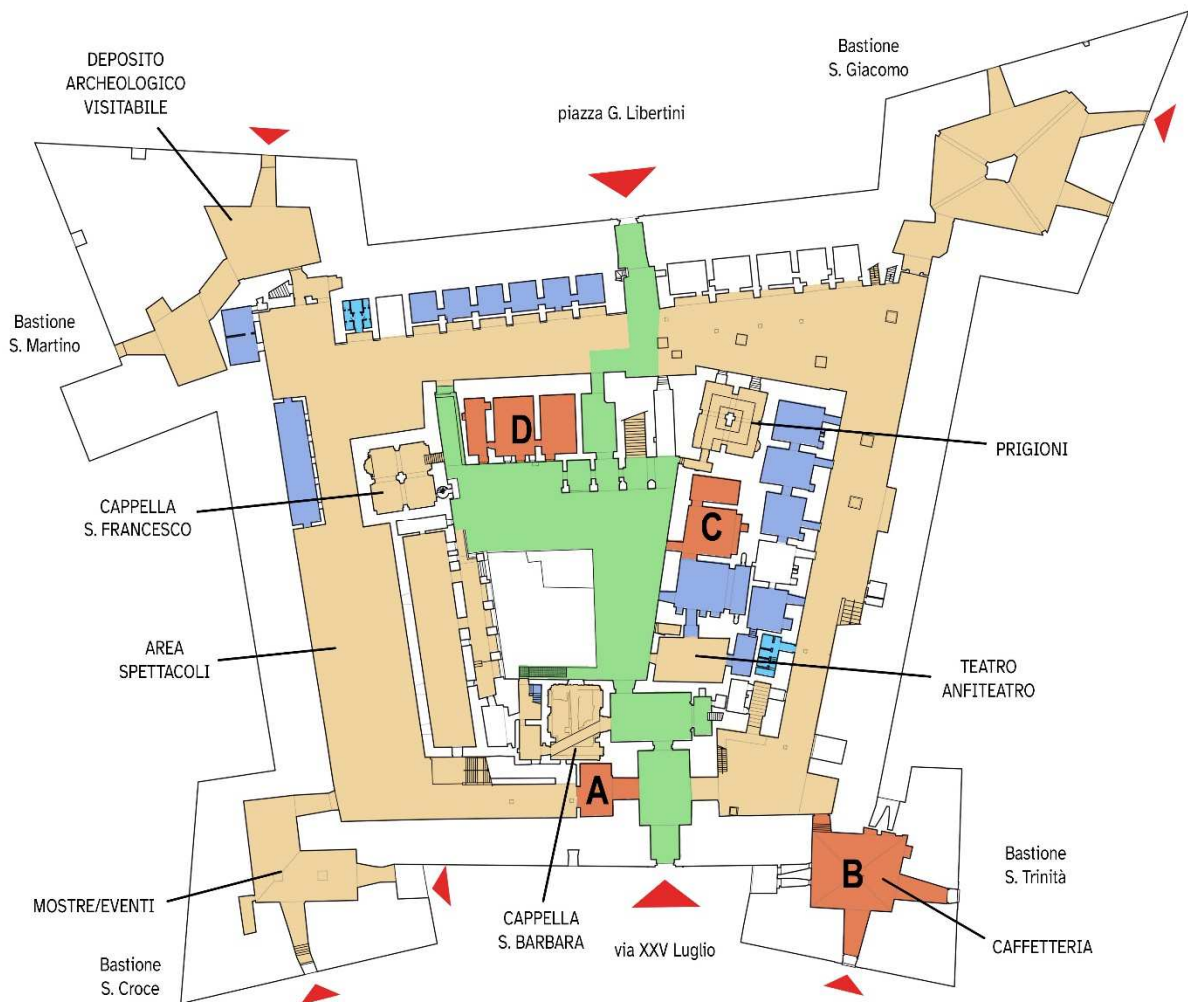 DEPOSITO
ARCHEOLOGICO
VISITABILE
piazza G. Libertini
Bastione
S. Giacomo
Bastione
S. Martino
D
PRIGIONI
CAPPELLA
S. FRANCESCO
C
AREA
SPETTACOLI
TEATRO
ANFITEATRO
A
B
Bastione
S. Trinità
MOSTRE/EVENTI
CAPPELLA
S. BARBARA
via XXV Luglio
CAFFETTERIA
Bastione
S. Croce